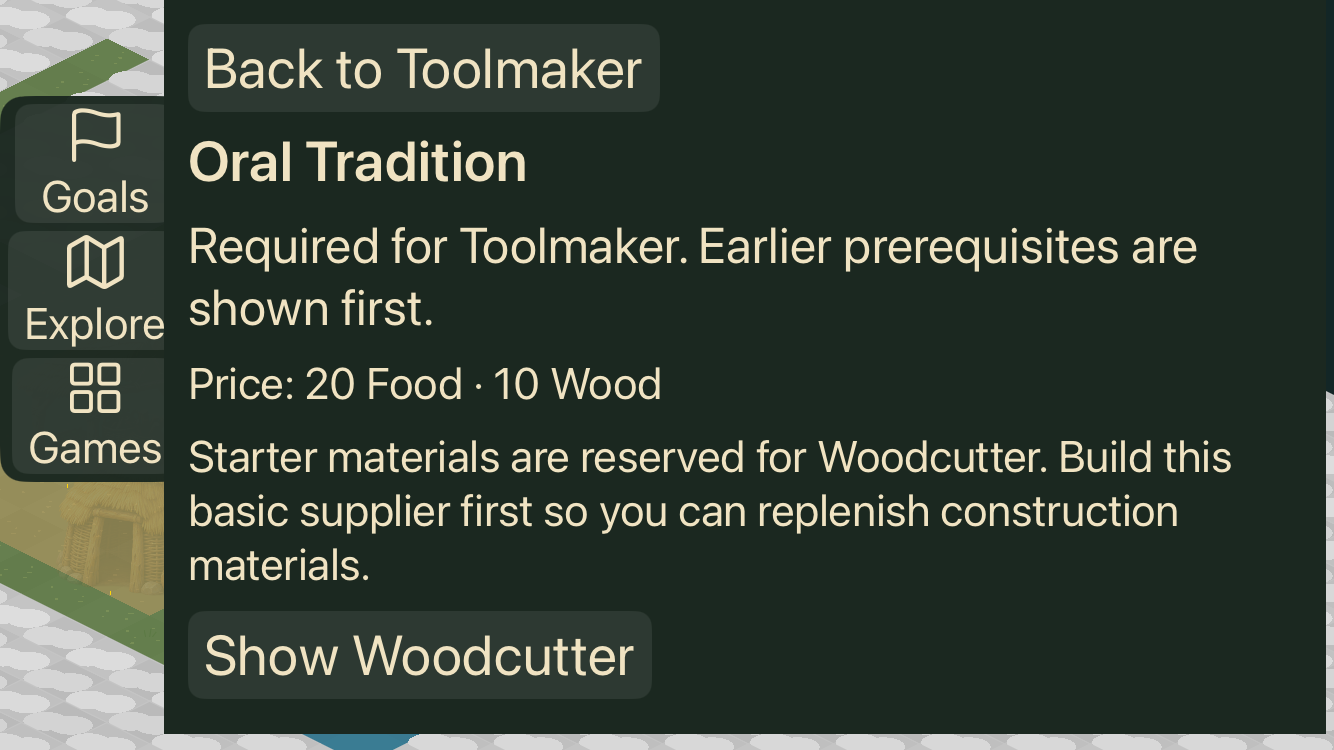 Back to Toolmaker
Oral Tradition
Goals
Required for Toolmaker. Earlier prerequisites are
shown first.
Explore
Price: 20 Food · 10 Wood
Games
Starter materials are reserved for Woodcutter. Build this
basic supplier first so you can replenish construction
materials.
Show Woodcutter